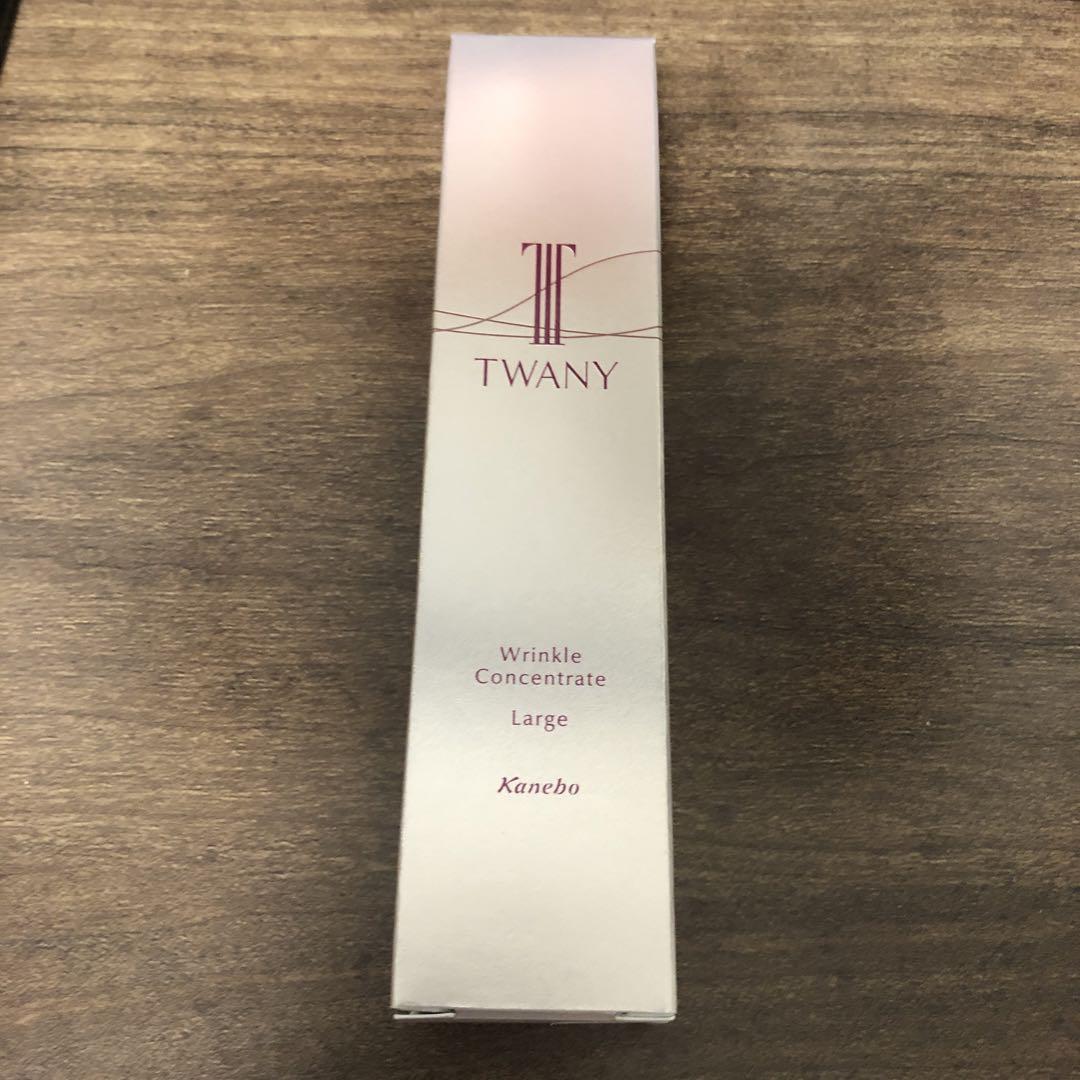 TWANY
Wrinkle
Concentrate
Large
Kanebo